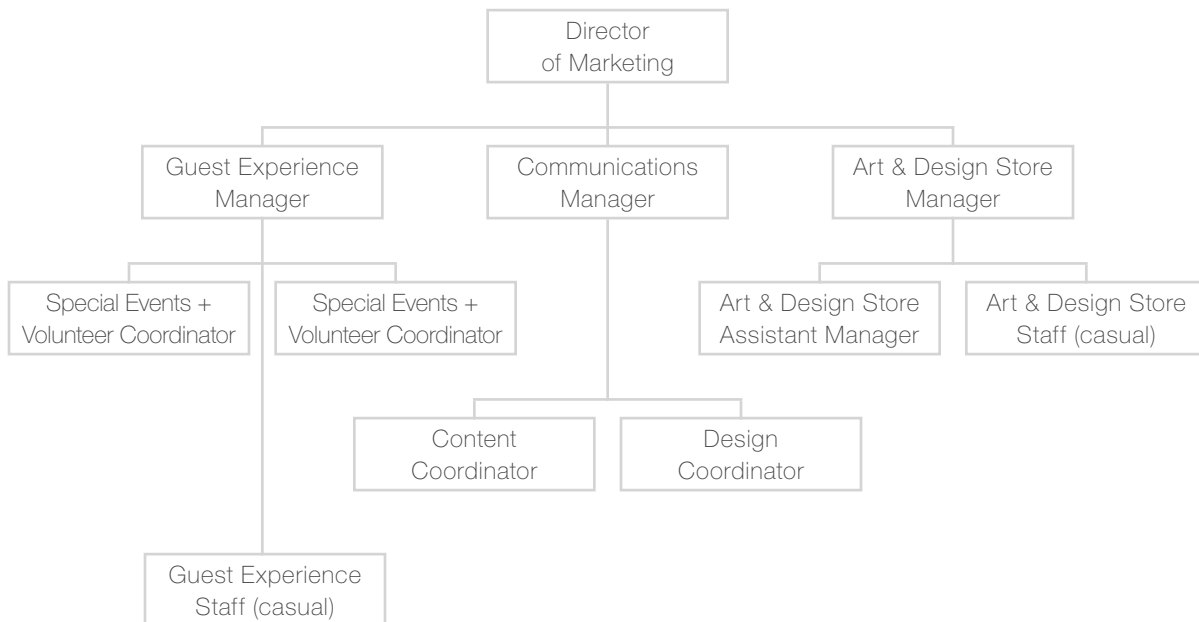 Director
of Marketing
Guest Experience
Manager
Communications
Manager
Art & Design Store
Manager
Special Events +
Volunteer Coordinator
Special Events +
Volunteer Coordinator
Art & Design Store
Assistant Manager
Art & Design Store
Staff (casual)
Content
Coordinator
Design
Coordinator
Guest Experience
Staff (casual)